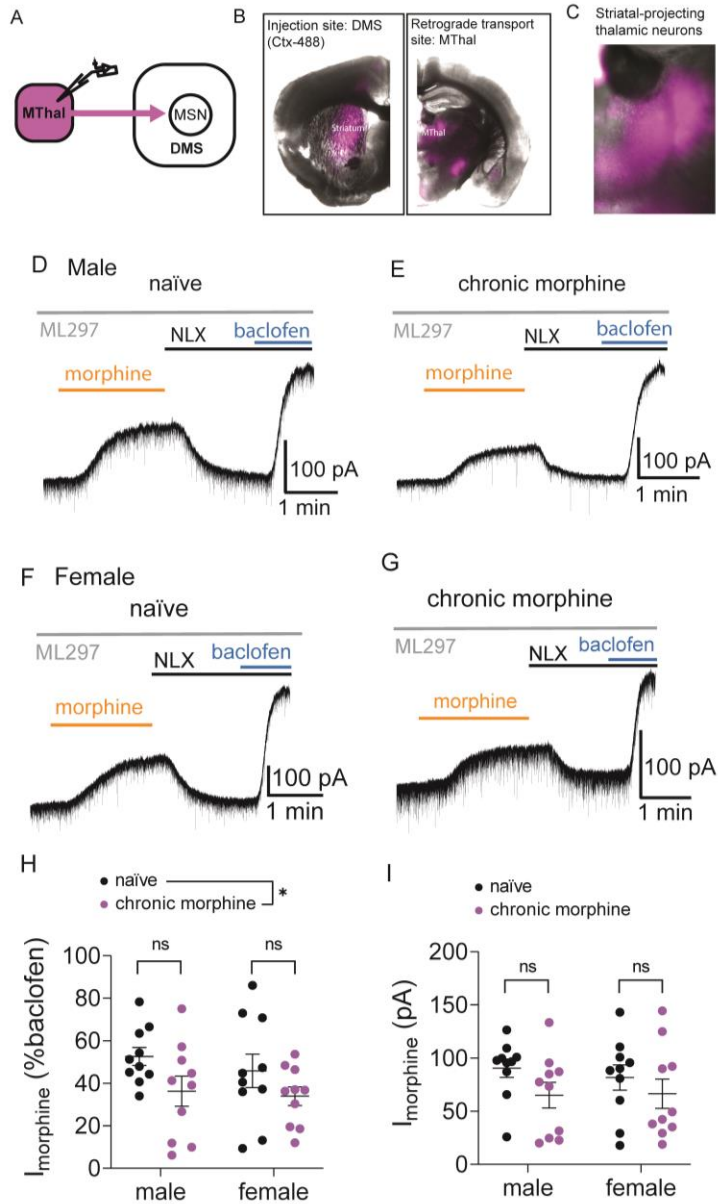 A
MThal
MSN
DMS
B
Injection site: DMS
(Ctx-488)
Striatum
Retrograde transport
site: MThal
MThal
C
Striatal-projecting
thalamic neurons
D Male
naïve
ML297
NLX
baclofen
morphine
100 pA
1 min
E
chronic morphine
ML297
NLX
baclofen
morphine
100 pA
1 min
F Female
naïve
ML297
NLX
baclofen
morphine
100 pA
1 min
G
chronic morphine
ML297
NLX
baclofen
morphine
100 pA
1 min
H
naïve
chronic morphine
*
ns
ns
Imorphine (%baclofen)
100
80
60
40
20
0
male
female
I
naïve
chronic morphine
ns
ns
Imorphine (pA)
200
150
100
50
0
male
female